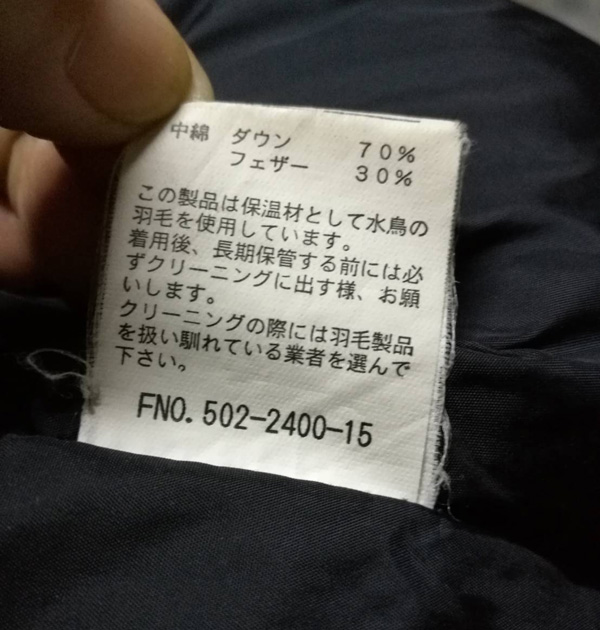 中綿 ダウン 70%
フェザー 30%
この製品は保温材として水鳥の
羽毛を使用しています。
着用後、長期保管する前には必
ずクリーニングに出す様、お願
いします。
クリーニングの際には羽毛製品
を扱い馴れている業者を選んで
下さい。
FNO. 502-2400-15